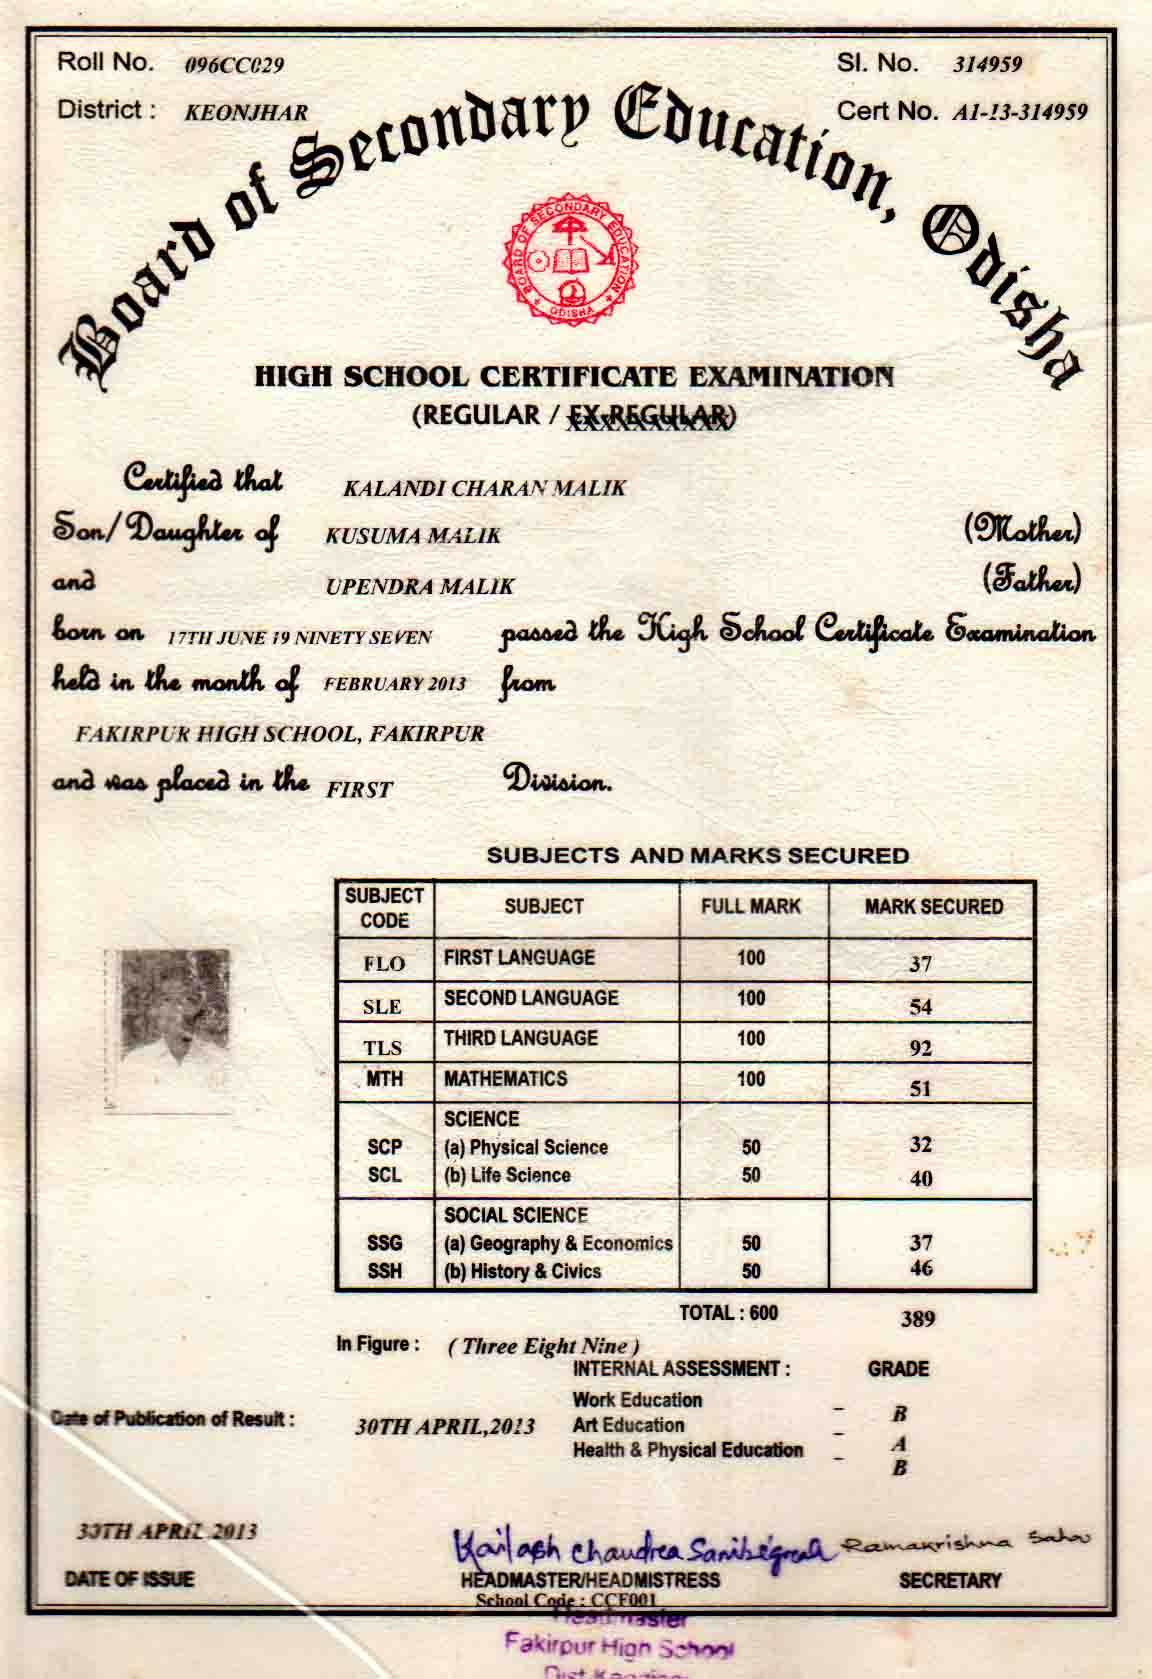 Roll No. 096CC029 Sl. No. 314959
District : KEONJHAR Cert No. A1-13-314959
Board of Secondary Education, Odisha
BOARD OF SECONDARY EDUCATION
ODISHA
HIGH SCHOOL CERTIFICATE EXAMINATION
(REGULAR / EX-REGULAR)
Certified that KALANDI CHARAN MALIK
Son/Daughter of KUSUMA MALIK (Mother)
and UPENDRA MALIK (Father)
born on 17TH JUNE 19 NINETY SEVEN passed the High School Certificate Examination
held in the month of FEBRUARY 2013 from
FAKIRPUR HIGH SCHOOL, FAKIRPUR
and was placed in the FIRST Division.
SUBJECTS AND MARKS SECURED
SUBJECT CODE SUBJECT FULL MARK MARK SECURED
FLO FIRST LANGUAGE 100 37
SLE SECOND LANGUAGE 100 54
TLS THIRD LANGUAGE 100 92
MTH MATHEMATICS 100 51
SCIENCE
SCP (a) Physical Science 50 32
SCL (b) Life Science 50 40
SOCIAL SCIENCE
SSG (a) Geography & Economics 50 37
SSH (b) History & Civics 50 46
TOTAL : 600 389
In Figure : ( Three Eight Nine )
INTERNAL ASSESSMENT : GRADE
Work Education - B
Date of Publication of Result : 30TH APRIL,2013 Art Education - A
Health & Physical Education - B
30TH APRIL 2013 Kailash Chandra Ramakrishna Sahoo
DATE OF ISSUE HEADMASTER/HEADMISTRESS SECRETARY
School Code : CCF001
Headmaster
Fakirpur High School
Dist